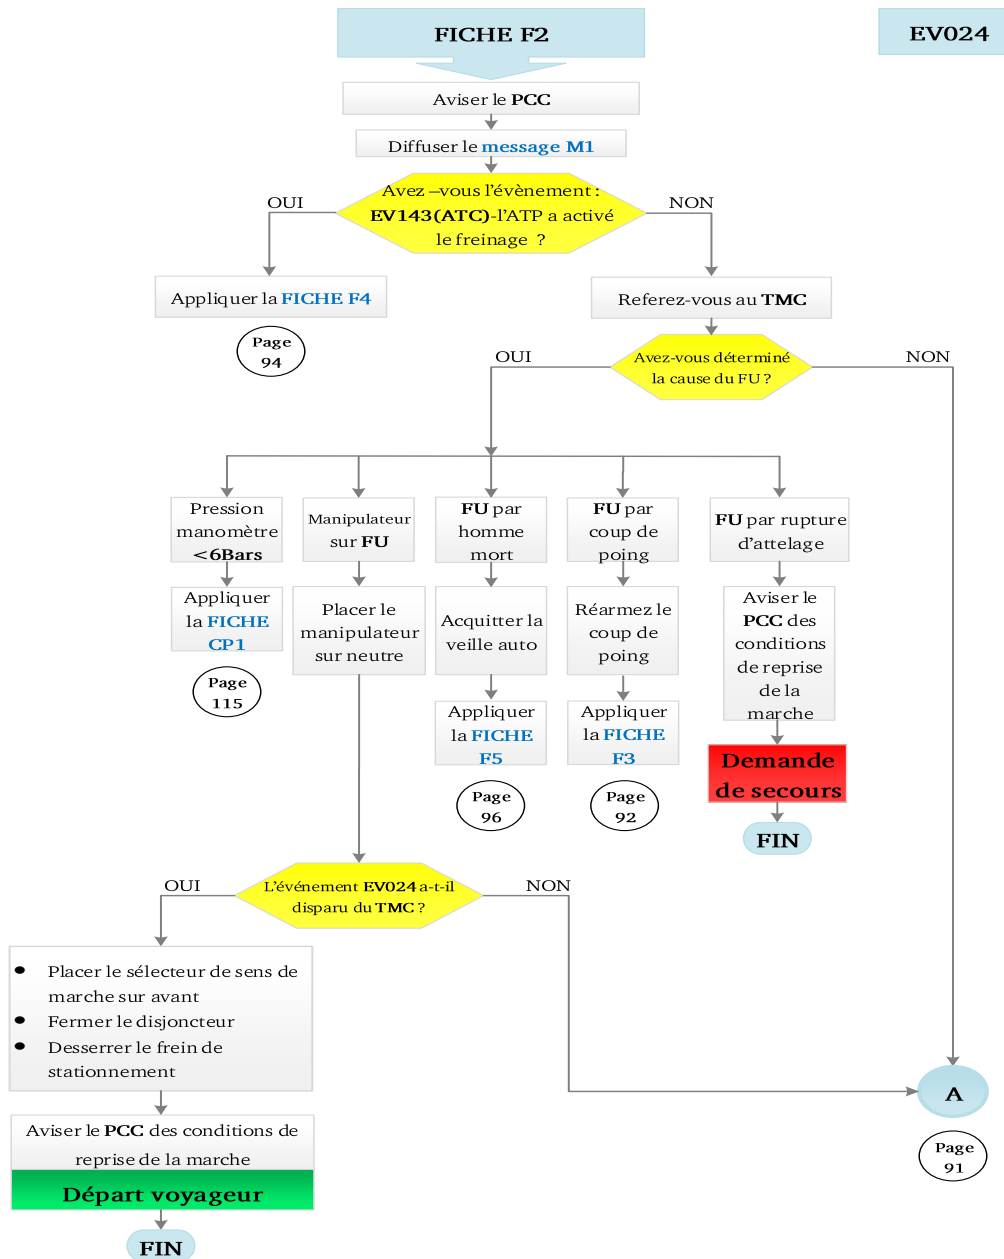 FICHE F2
EV024
Aviser le PCC
Diffuser le message M1
Avez –vous l'évènement :
EV143(ATC)-l'ATP a activé
le freinage ?
OUI
NON
Appliquer la FICHE F4
Page
94
Referez-vous au TMC
Avez-vous déterminé
la cause du FU ?
OUI
NON
Pression
manomètre
<6Bars
Appliquer
la FICHE
CP1
Page
115
Manipulateur
sur FU
Placer le
manipulateur
sur neutre
FU par
homme
mort
Acquitter la
veille auto
Appliquer
la FICHE
F5
Page
96
FU par
coup de
poing
Réarmez le
coup de
poing
Appliquer
la FICHE
F3
Page
92
FU par rupture
d'attelage
Aviser le
PCC des
conditions
de reprise
de la
marche
Demande
de secours
FIN
L'événement EV024 a-t-il
disparu du TMC ?
OUI
NON
• Placer le sélecteur de sens de
marche sur avant
• Fermer le disjoncteur
• Desserrer le frein de
stationnement
Aviser le PCC des conditions de
reprise de la marche
Départ voyageur
FIN
A
Page
91